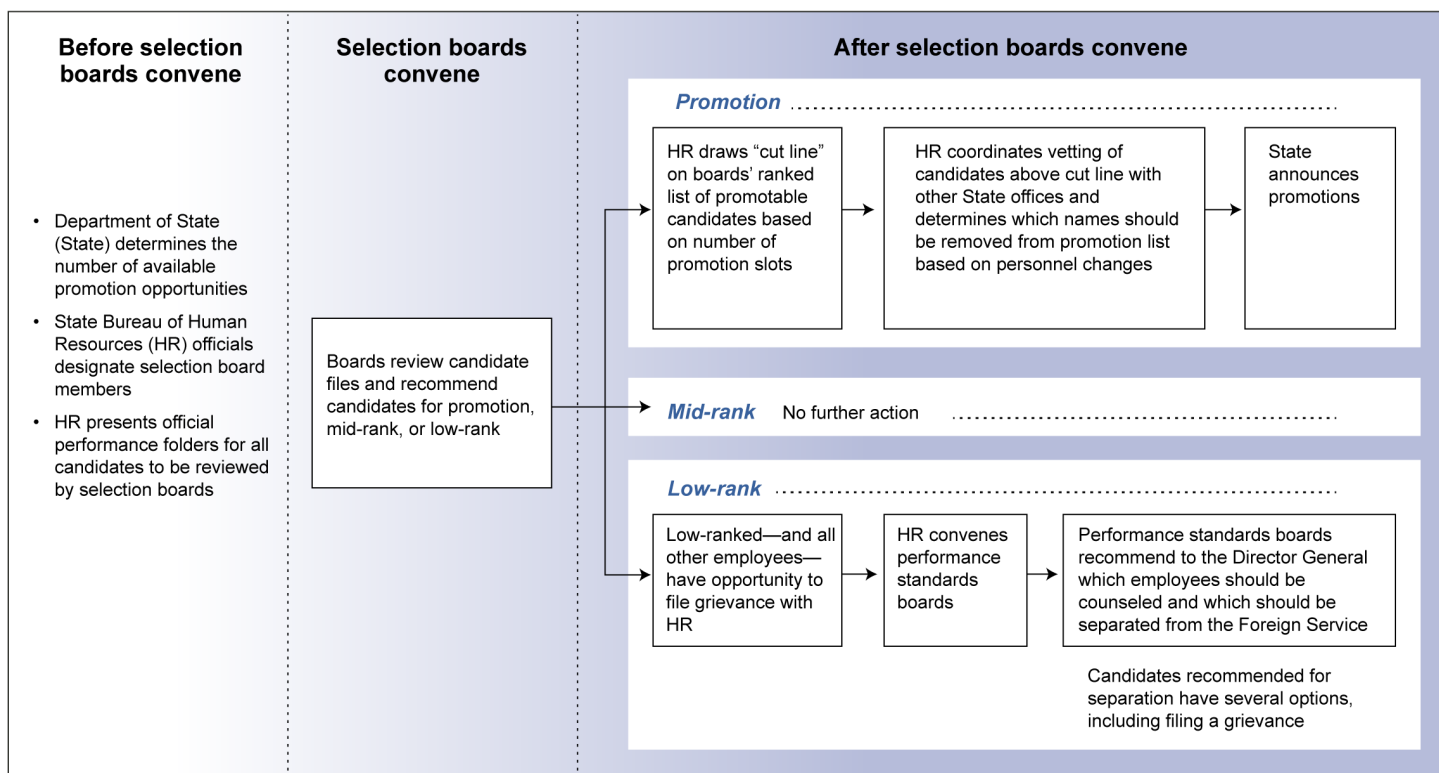 Before selection
boards convene
• Department of State
(State) determines the
number of available
promotion opportunities
• State Bureau of Human
Resources (HR) officials
designate selection board
members
• HR presents official
performance folders for all
candidates to be reviewed
by selection boards
Selection boards
convene
Boards review candidate
files and recommend
candidates for promotion,
mid-rank, or low-rank
After selection boards convene
Promotion
HR draws “cut line”
on boards’ ranked
list of promotable
candidates based
on number of
promotion slots
HR coordinates vetting of
candidates above cut line with
other State offices and
determines which names should
be removed from promotion list
based on personnel changes
State
announces
promotions
Mid-rank No further action
Low-rank
Low-ranked—and all
other employees—
have opportunity to
file grievance with
HR
HR convenes
performance
standards
boards
Performance standards boards
recommend to the Director General
which employees should be
counseled and which should be
separated from the Foreign Service
Candidates recommended for
separation have several options,
including filing a grievance